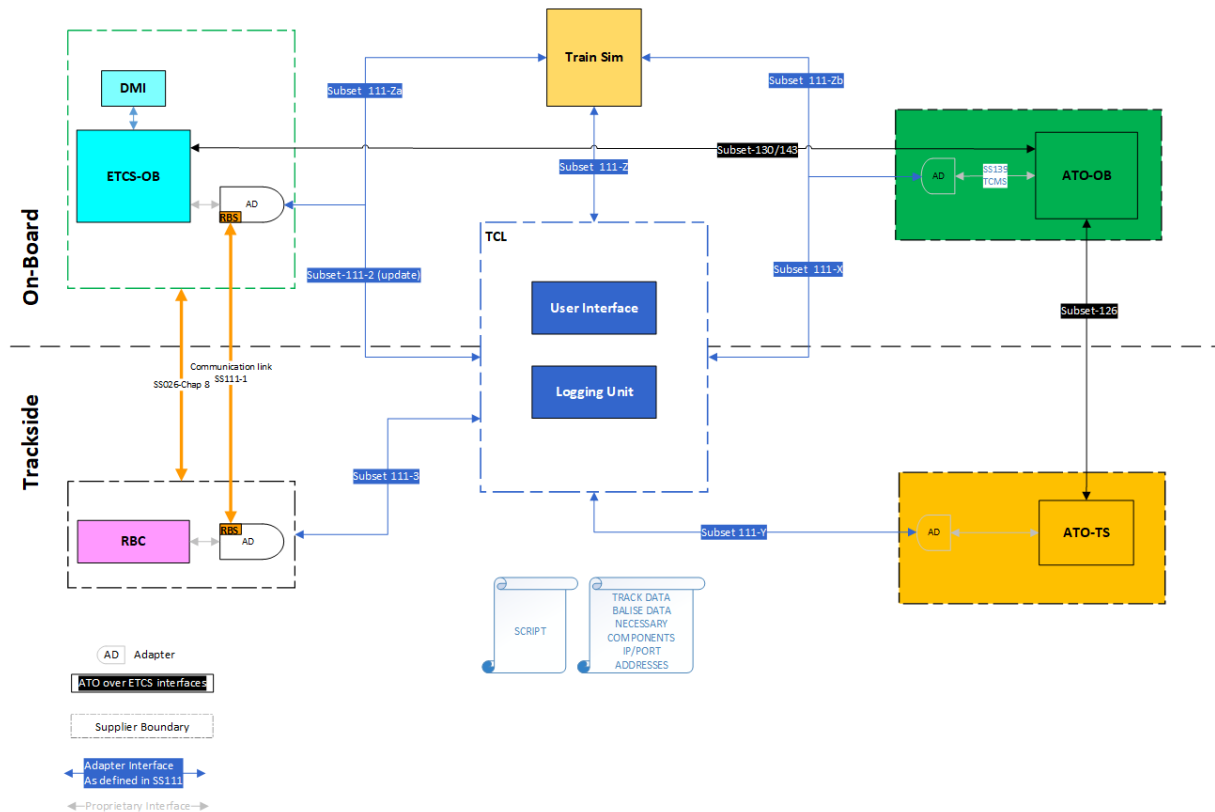 Train Sim
DMI
Subset 111-Za
Subset 111-Zb
ETCS-OB
Subset-130/143
Subset 111-Z
AD
SS139
TCMS
ATO-OB
AD
RBS
TCL
On-Board
Subset-111-2 (update)
Subset 111-X
User Interface
Subset-126
Communication link
SS111-1
SS026-Chap 8
Logging Unit
Trackside
Subset 111-3
RBS
RBC
AD
Subset 111-Y
AD
ATO-TS
SCRIPT
TRACK DATA
BALISE DATA
NECESSARY
COMPONENTS
IP/PORT
ADDRESSES
AD
Adapter
ATO over ETCS interfaces
Supplier Boundary
Adapter Interface
As defined in SS111
Proprietary Interface